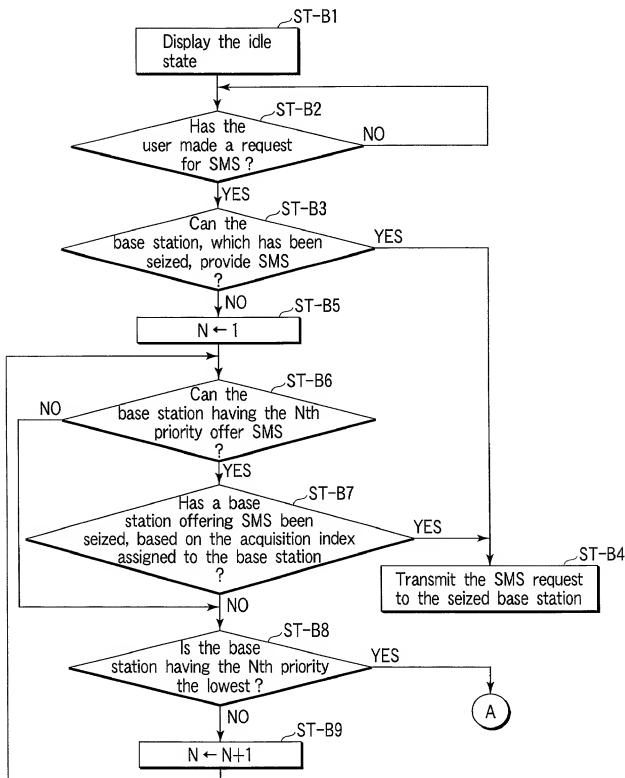 ST-B1
Display the idle
state
ST-B2
Has the
user made a request
for SMS ?
NO
YES
ST-B3
Can the
base station, which has been
seized, provide SMS
?
YES
NO
ST-B5
N ← 1
ST-B6
Can the
base station having the Nth
priority offer SMS
?
NO
YES
ST-B7
Has a base
station offering SMS been
seized, based on the acquisition index
assigned to the base station
?
YES
ST-B4
Transmit the SMS request
to the seized base station
NO
ST-B8
Is the base
station having the Nth priority
the lowest ?
YES
A
NO
ST-B9
N ← N+1